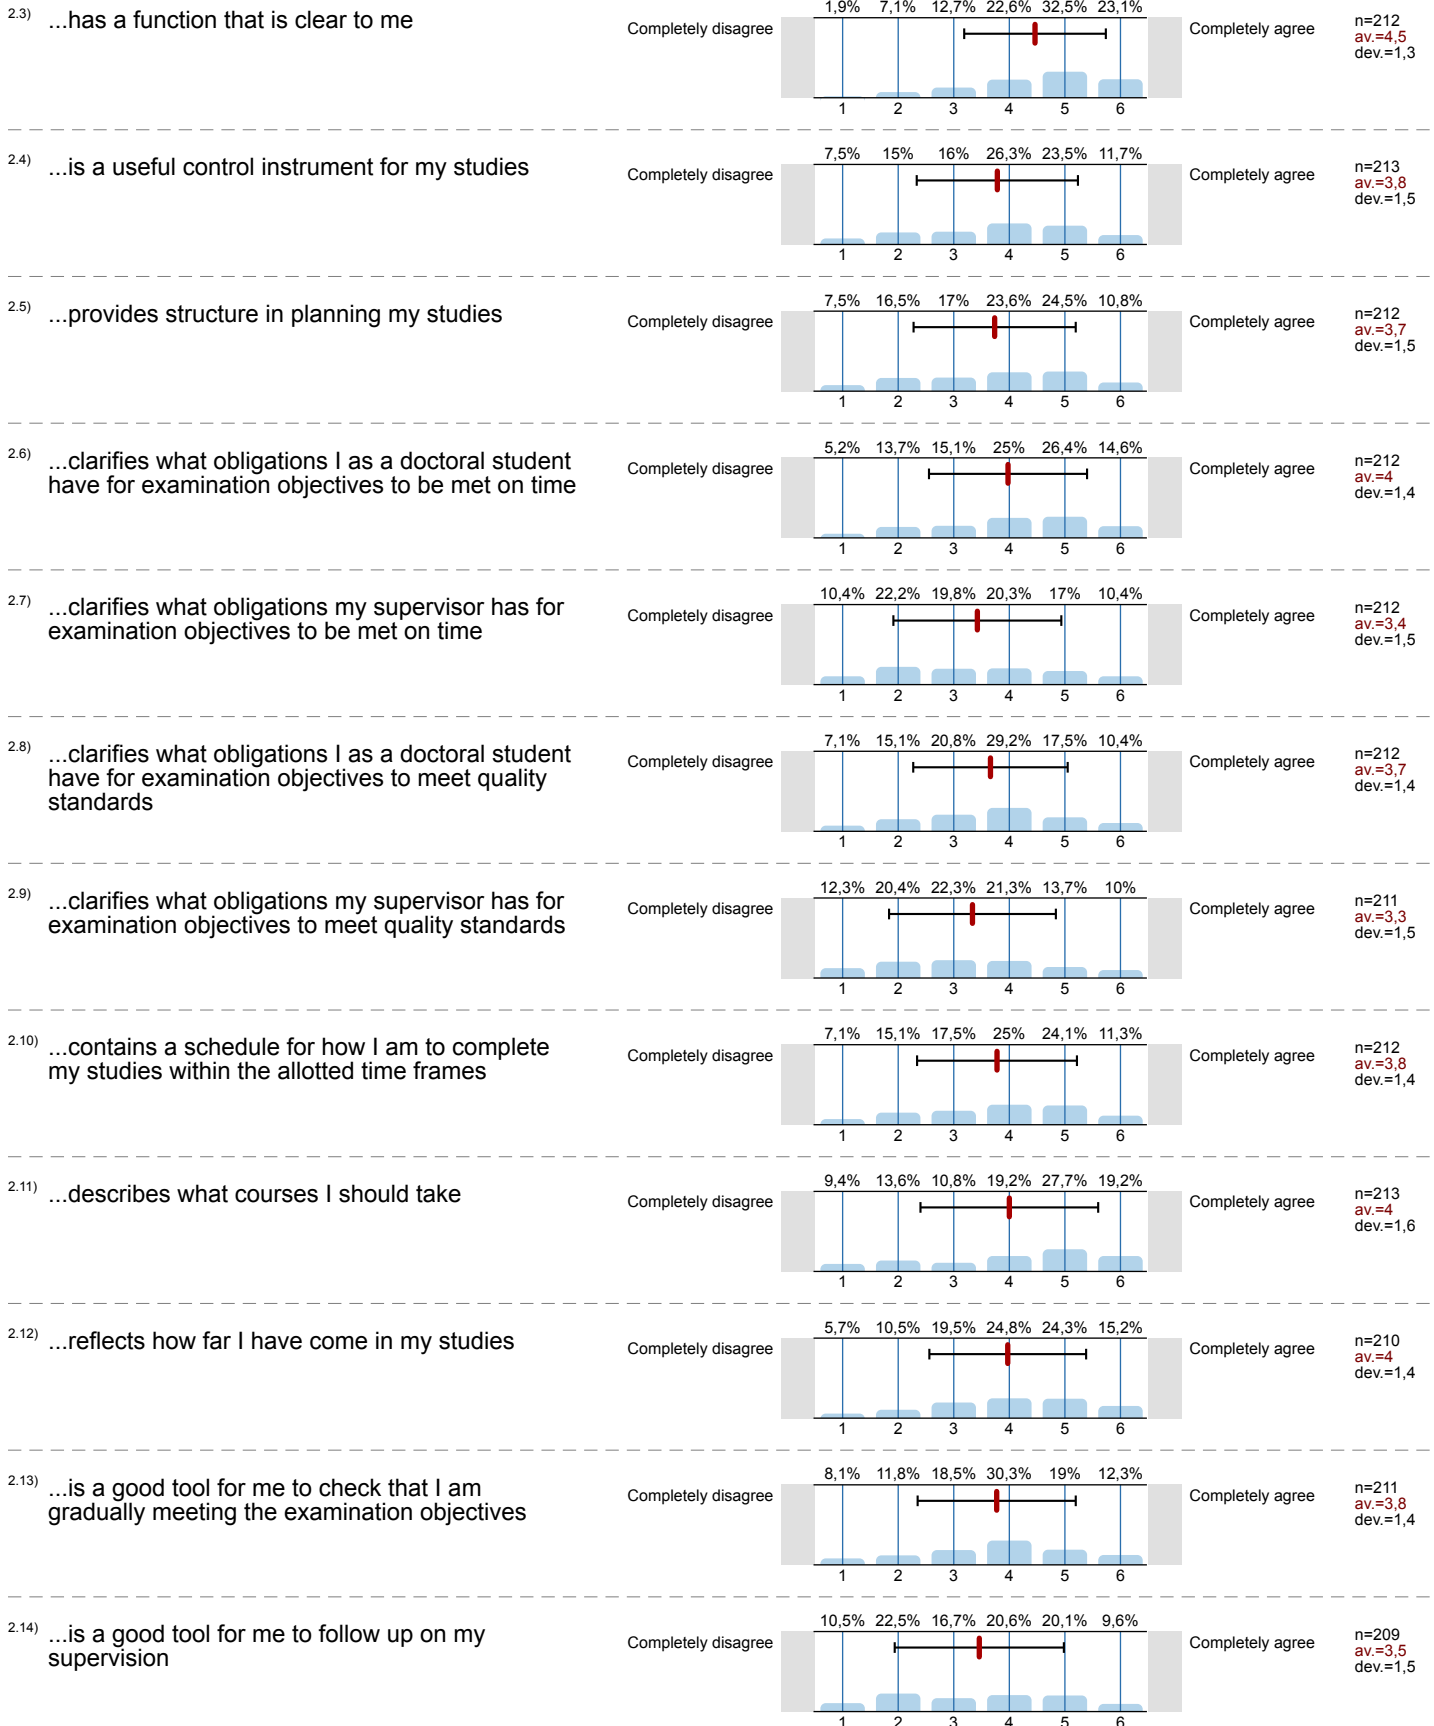 2.3) ...has a function that is clear to me
Completely disagree
1,9% 7,1% 12,7% 22,6% 32,5% 23,1%
1 2 3 4 5 6
Completely agree
n=212
av.=4,5
dev.=1,3
2.4) ...is a useful control instrument for my studies
Completely disagree
7,5% 15% 16% 26,3% 23,5% 11,7%
1 2 3 4 5 6
Completely agree
n=213
av.=3,8
dev.=1,5
2.5) ...provides structure in planning my studies
Completely disagree
7,5% 16,5% 17% 23,6% 24,5% 10,8%
1 2 3 4 5 6
Completely agree
n=212
av.=3,7
dev.=1,5
2.6) ...clarifies what obligations I as a doctoral student
have for examination objectives to be met on time
Completely disagree
5,2% 13,7% 15,1% 25% 26,4% 14,6%
1 2 3 4 5 6
Completely agree
n=212
av.=4
dev.=1,4
2.7) ...clarifies what obligations my supervisor has for
examination objectives to be met on time
Completely disagree
10,4% 22,2% 19,8% 20,3% 17% 10,4%
1 2 3 4 5 6
Completely agree
n=212
av.=3,4
dev.=1,5
2.8) ...clarifies what obligations I as a doctoral student
have for examination objectives to meet quality
standards
Completely disagree
7,1% 15,1% 20,8% 29,2% 17,5% 10,4%
1 2 3 4 5 6
Completely agree
n=212
av.=3,7
dev.=1,4
2.9) ...clarifies what obligations my supervisor has for
examination objectives to meet quality standards
Completely disagree
12,3% 20,4% 22,3% 21,3% 13,7% 10%
1 2 3 4 5 6
Completely agree
n=211
av.=3,3
dev.=1,5
2.10) ...contains a schedule for how I am to complete
my studies within the allotted time frames
Completely disagree
7,1% 15,1% 17,5% 25% 24,1% 11,3%
1 2 3 4 5 6
Completely agree
n=212
av.=3,8
dev.=1,4
2.11) ...describes what courses I should take
Completely disagree
9,4% 13,6% 10,8% 19,2% 27,7% 19,2%
1 2 3 4 5 6
Completely agree
n=213
av.=4
dev.=1,6
2.12) ...reflects how far I have come in my studies
Completely disagree
5,7% 10,5% 19,5% 24,8% 24,3% 15,2%
1 2 3 4 5 6
Completely agree
n=210
av.=4
dev.=1,4
2.13) ...is a good tool for me to check that I am
gradually meeting the examination objectives
Completely disagree
8,1% 11,8% 18,5% 30,3% 19% 12,3%
1 2 3 4 5 6
Completely agree
n=211
av.=3,8
dev.=1,4
2.14) ...is a good tool for me to follow up on my
supervision
Completely disagree
10,5% 22,5% 16,7% 20,6% 20,1% 9,6%
1 2 3 4 5 6
Completely agree
n=209
av.=3,5
dev.=1,5